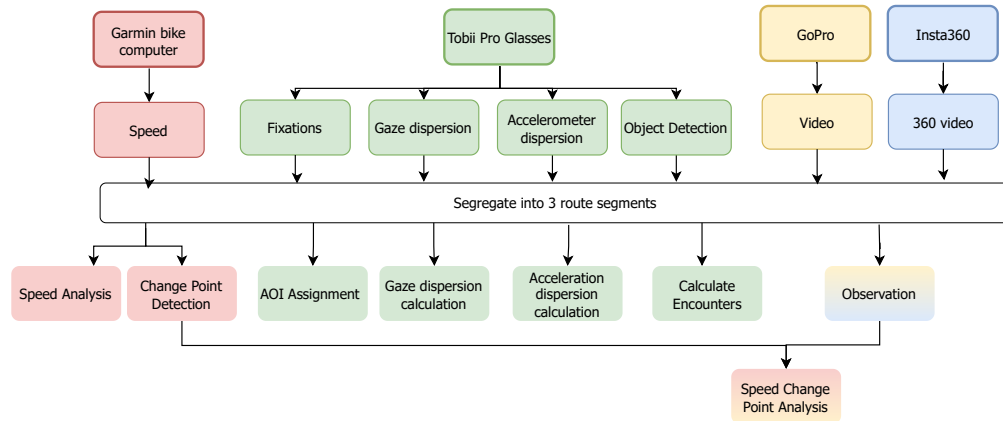 Garmin bike
computer
Tobii Pro Glasses
GoPro
Insta360
Speed
Fixations
Gaze dispersion
Accelerometer
dispersion
Object Detection
Video
360 video
Segregate into 3 route segments
Speed Analysis
Change Point
Detection
AOI Assignment
Gaze dispersion
calculation
Acceleration
dispersion
calculation
Calculate
Encounters
Observation
Speed Change
Point Analysis